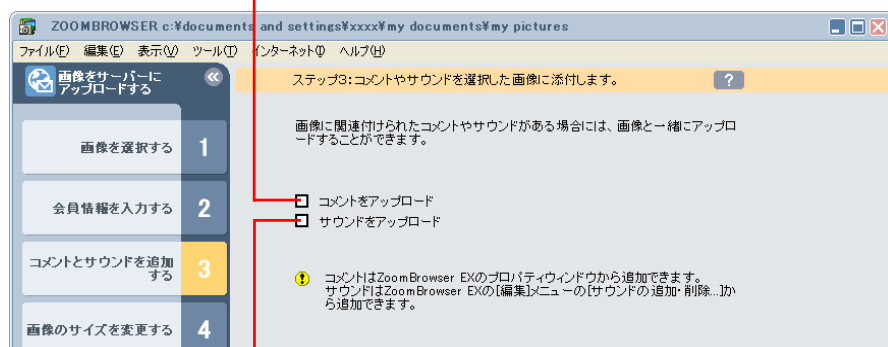 ZOOMBROWSER c:¥documents and settings¥xxxx¥my documents¥my pictures
ファイル(F) 編集(E) 表示(V) ツール(T) インターネット(I) ヘルプ(H)
画像をサーバーに
アップロードする
ステップ3:コメントやサウンドを選択した画像に添付します。 ?
画像に関連付けられたコメントやサウンドがある場合には、画像と一緒にアップロ
ードすることができます。
画像を選択する 1
会員情報を入力する 2
コメントとサウンドを追加
する 3
画像のサイズを変更する 4
コメントをアップロード
サウンドをアップロード
コメントはZoomBrowser EXのプロパティウィンドウから追加できます。
サウンドはZoomBrowser EXの[編集]メニューの[サウンドの追加・削除...]か
ら追加できます。